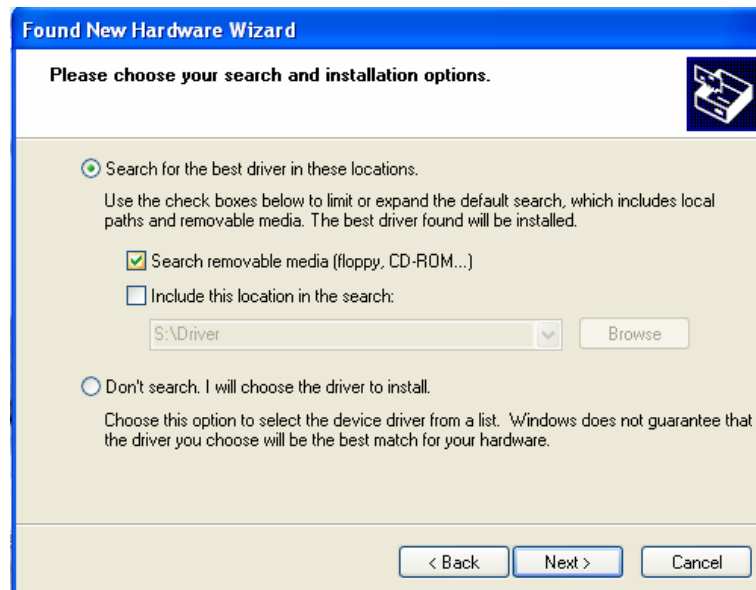 Found New Hardware Wizard
Please choose your search and installation options.
Search for the best driver in these locations.
Use the check boxes below to limit or expand the default search, which includes local
paths and removable media. The best driver found will be installed.
Search removable media (floppy, CD-ROM...)
Include this location in the search:
S:\Driver
Browse
Don't search. I will choose the driver to install.
Choose this option to select the device driver from a list. Windows does not guarantee that
the driver you choose will be the best match for your hardware.
< Back Next > Cancel